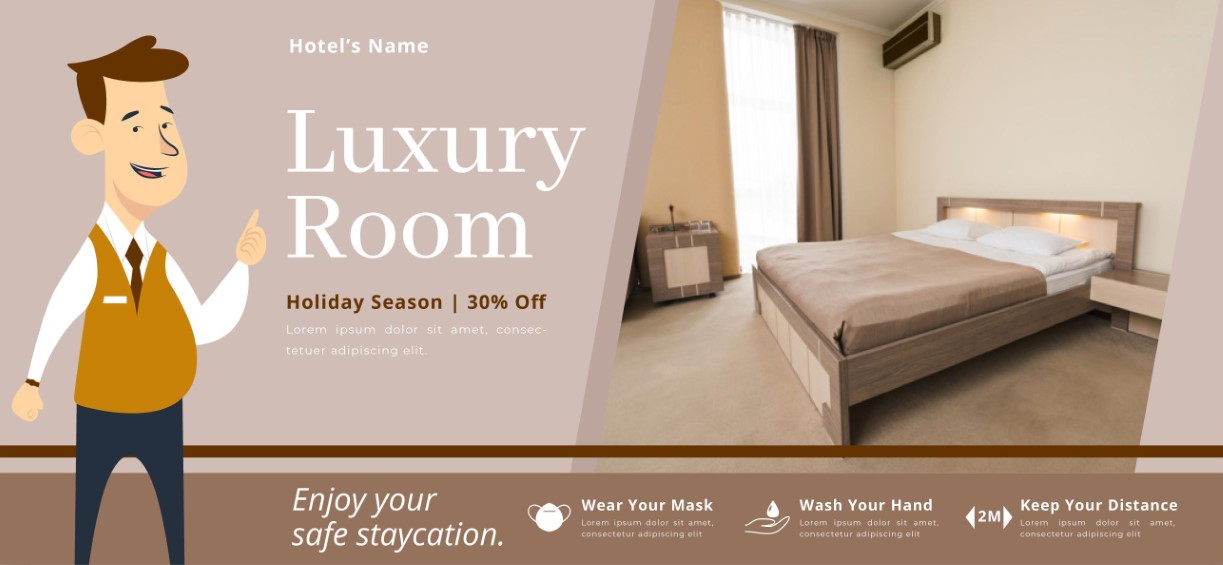 Hotel's Name
Luxury
Room
Holiday Season | 30% Off
Lorem ipsum dolor sit amet, consec-
tetuer adipiscing elit.
Enjoy your
safe staycation.
Wear Your Mask
Lorem ipsum dolor sit amet,
consectetur adipiscing elit
Wash Your Hand
Lorem ipsum dolor sit amet,
consectetur adipiscing elit
2M
Keep Your Distance
Lorem ipsum dolor sit amet,
consectetur adipiscing elit